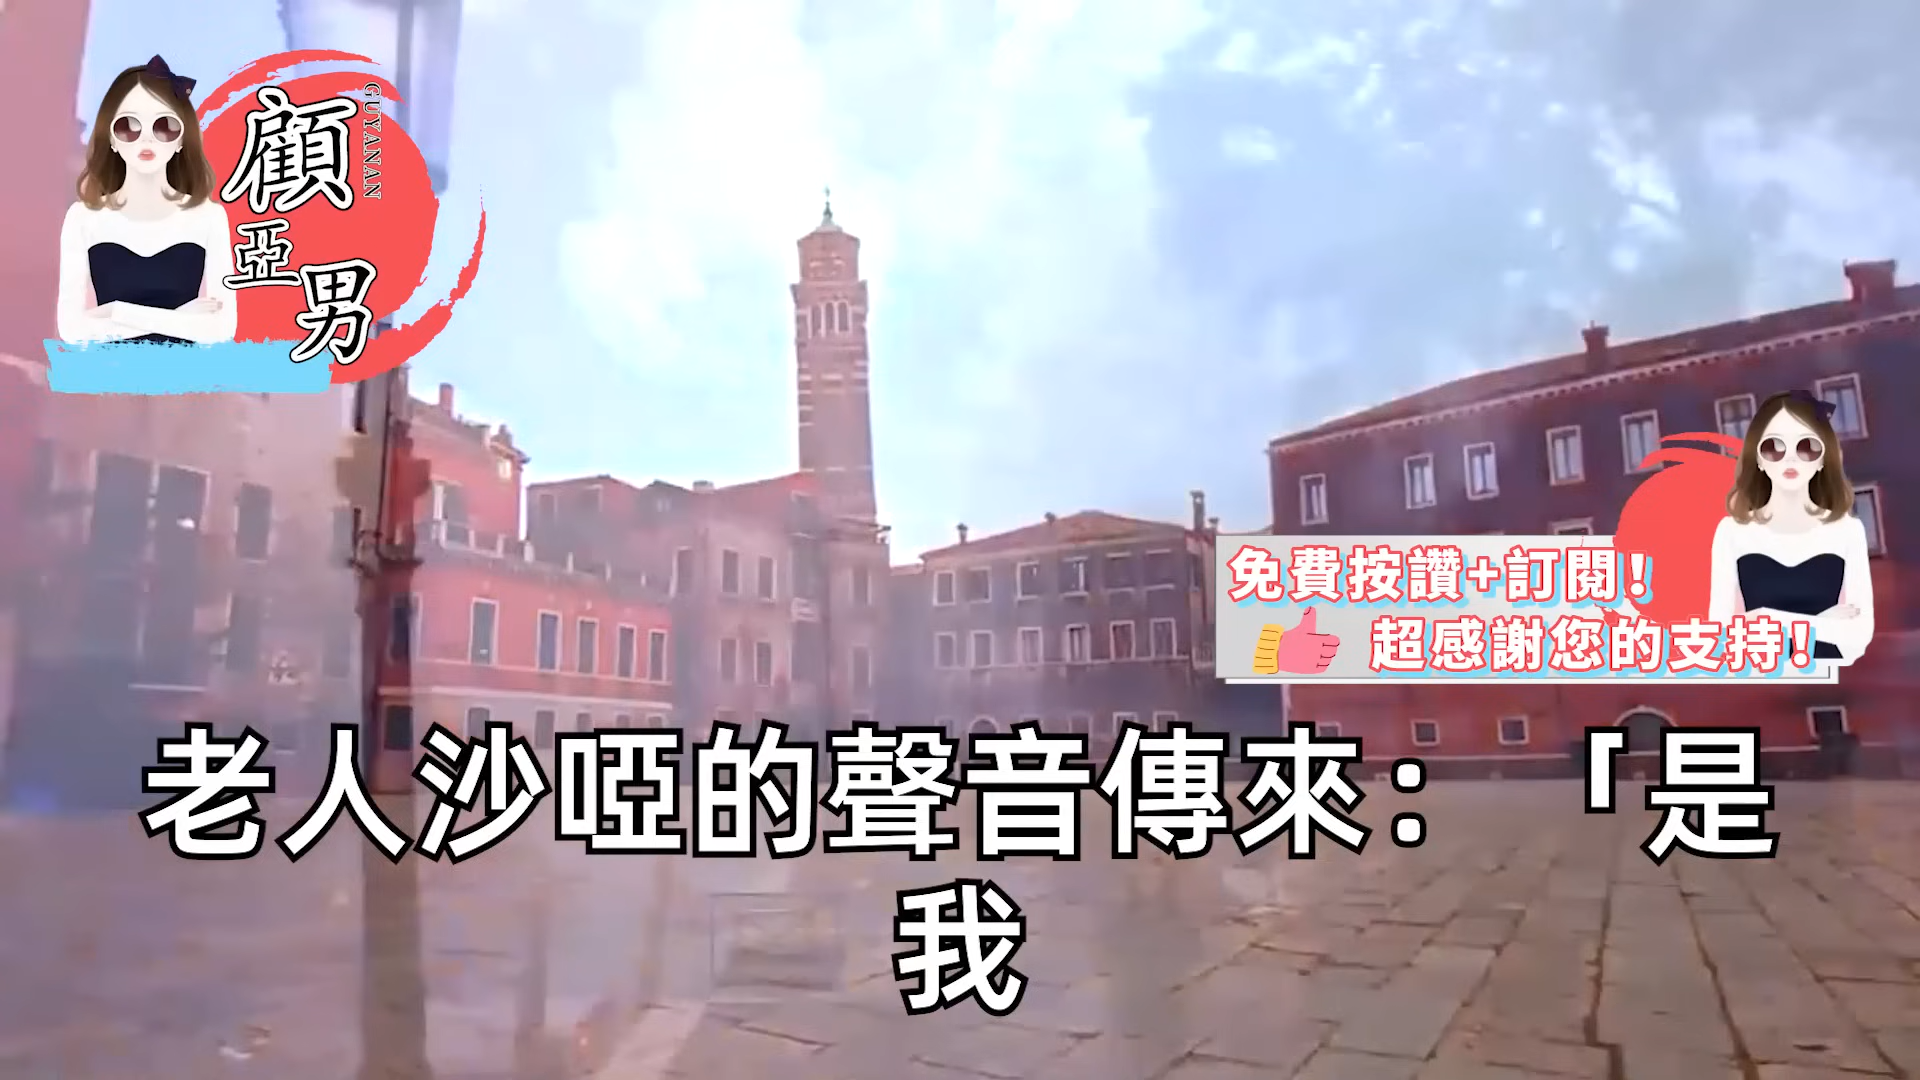 顧亞男
GUYANAN
免費按讚+訂閱！
超感謝您的支持！
老人沙啞的聲音傳來：「是
我